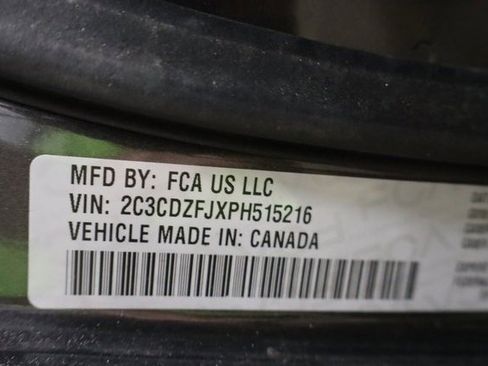 MFD BY: FCA US LLC
VIN: 2C3CDZFJXPH515216
VEHICLE MADE IN: CANADA